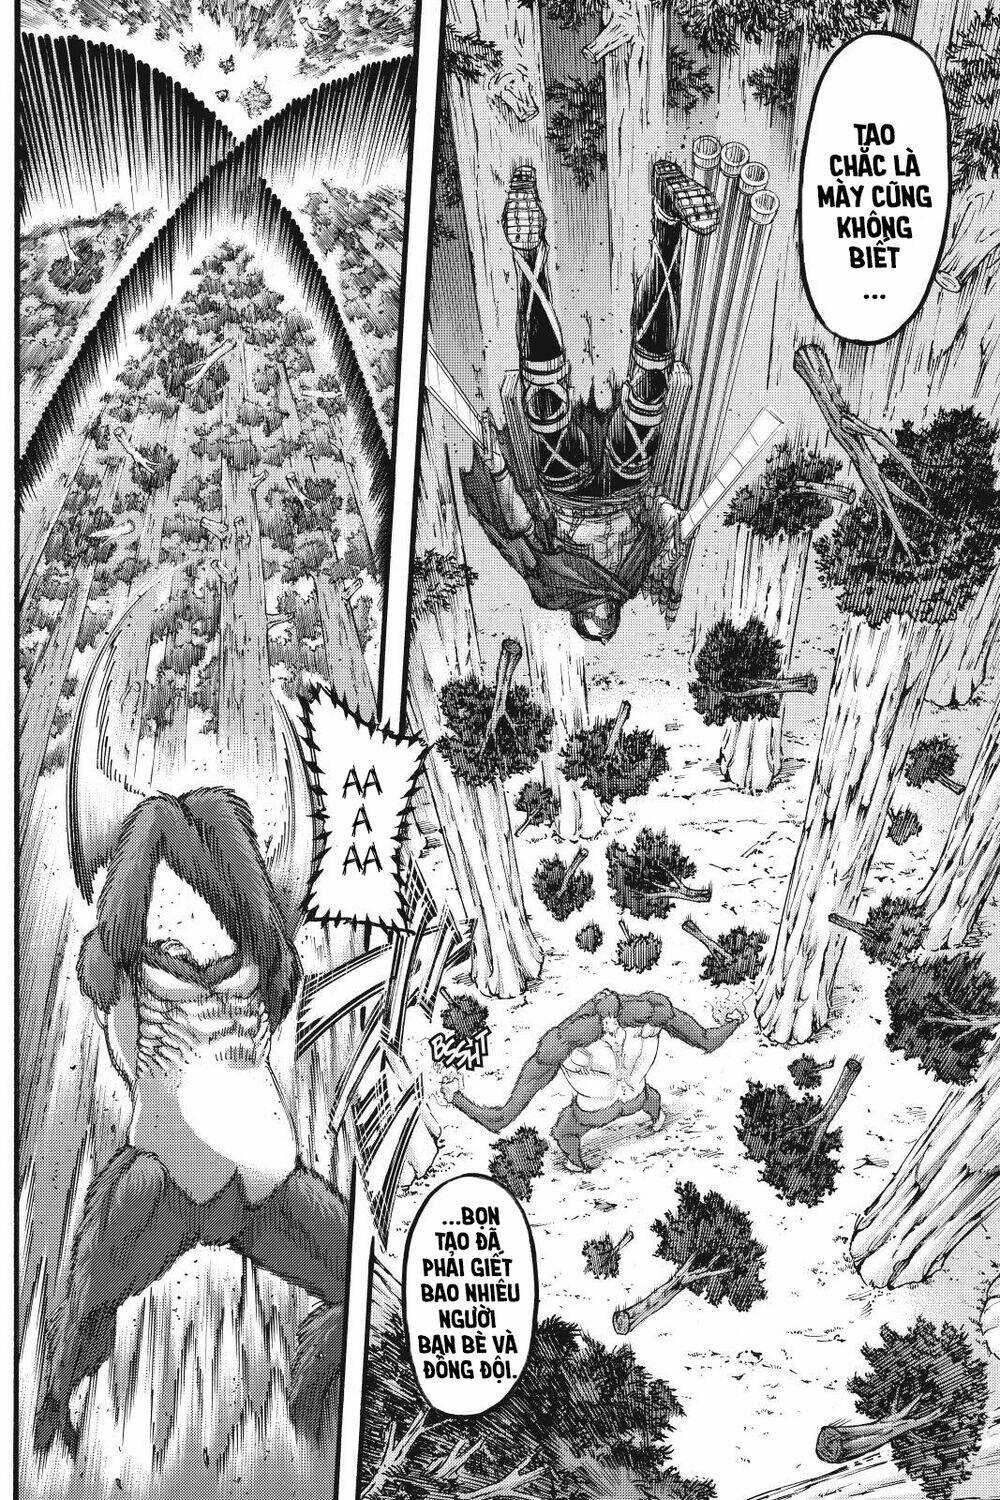 TAO
CHẮC LÀ
MÀY CŨNG
KHÔNG
BIẾT
...
...BỌN
TAO ĐÃ
PHẢI GIẾT
BAO NHIÊU
NGƯỜI
BẠN BÈ VÀ
ĐỒNG ĐỘI.
BSSHT
AA
A
AA